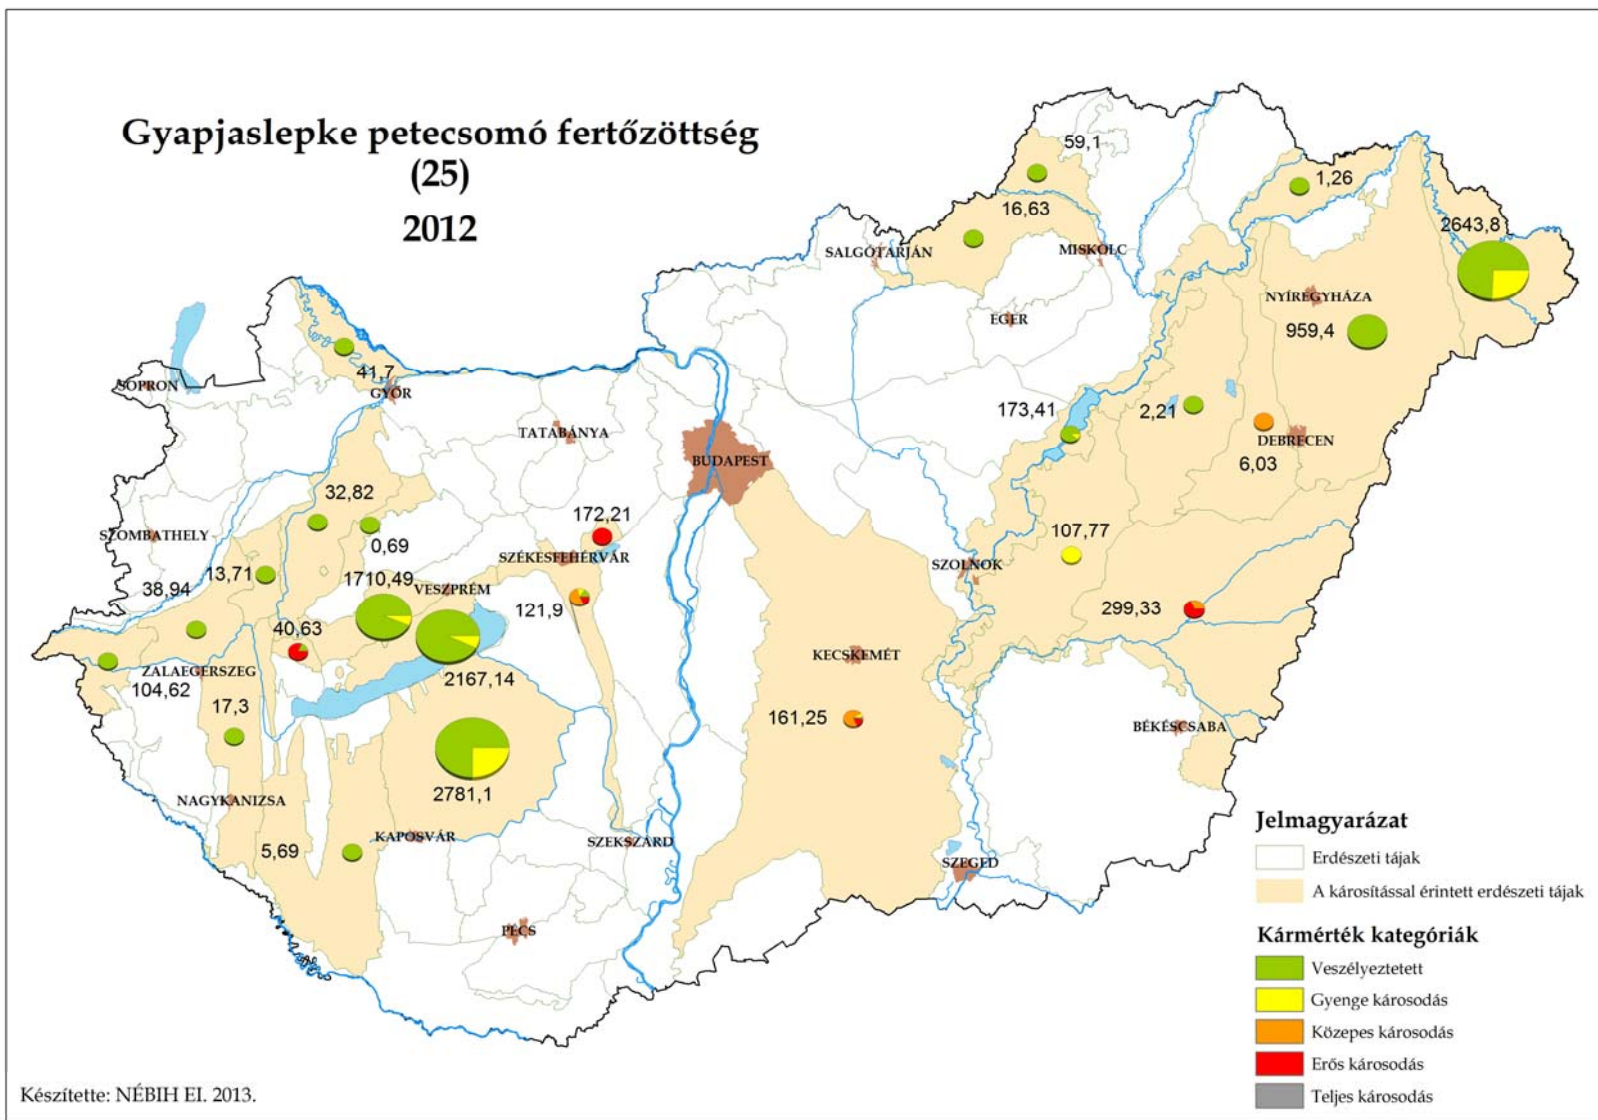 Gyapjaslepke petecsomó fertőzöttség
(25)
2012
59,1
1,26
16,63
2643,8
SALGÓTARJÁN
MISKOLC
NYÍREGYHÁZA
EGER
959,4
41,7
GYŐR
SOPRON
173,41
2,21
TATABÁNYA
BUDAPEST
DEBRECEN
6,03
32,82
172,21
SZOMBATHELY
0,69
SZÉKESFEHÉRVÁR
107,77
SZOLNOK
13,71
1710,49
38,94
VESZPRÉM
121,9
299,33
40,63
KECSKEMÉT
ZALAEGERSZEG
2167,14
104,62
17,3
161,25
BÉKÉSCSABA
2781,1
NAGYKANIZSA
KAPOSVÁR
SZEKSZÁRD
5,69
SZEGED
PÉCS
Jelmagyarázat
Erdészeti tájak
A károsítással érintett erdészeti tájak
Kármérték kategóriák
Veszélyeztetett
Gyenge károsodás
Közepes károsodás
Erős károsodás
Teljes károsodás
Készítette: NÉBIH EI. 2013.